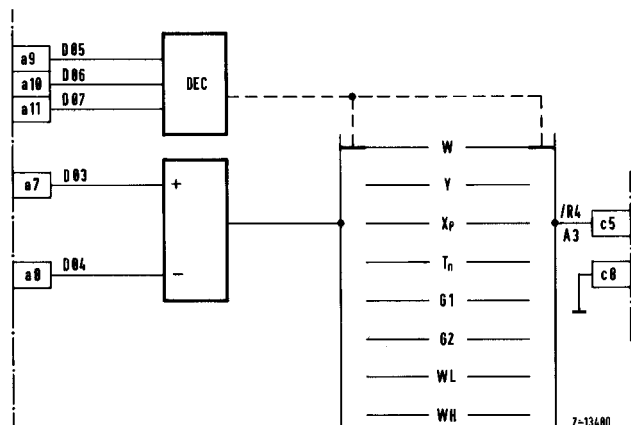 a9 D05
a10 D06
a11 D07
DEC
a7 D03
+
a8 D04
−
W
Y
Xp
Tn
G1
G2
WL
WH
/R4
A3
c5
c8
7-13480